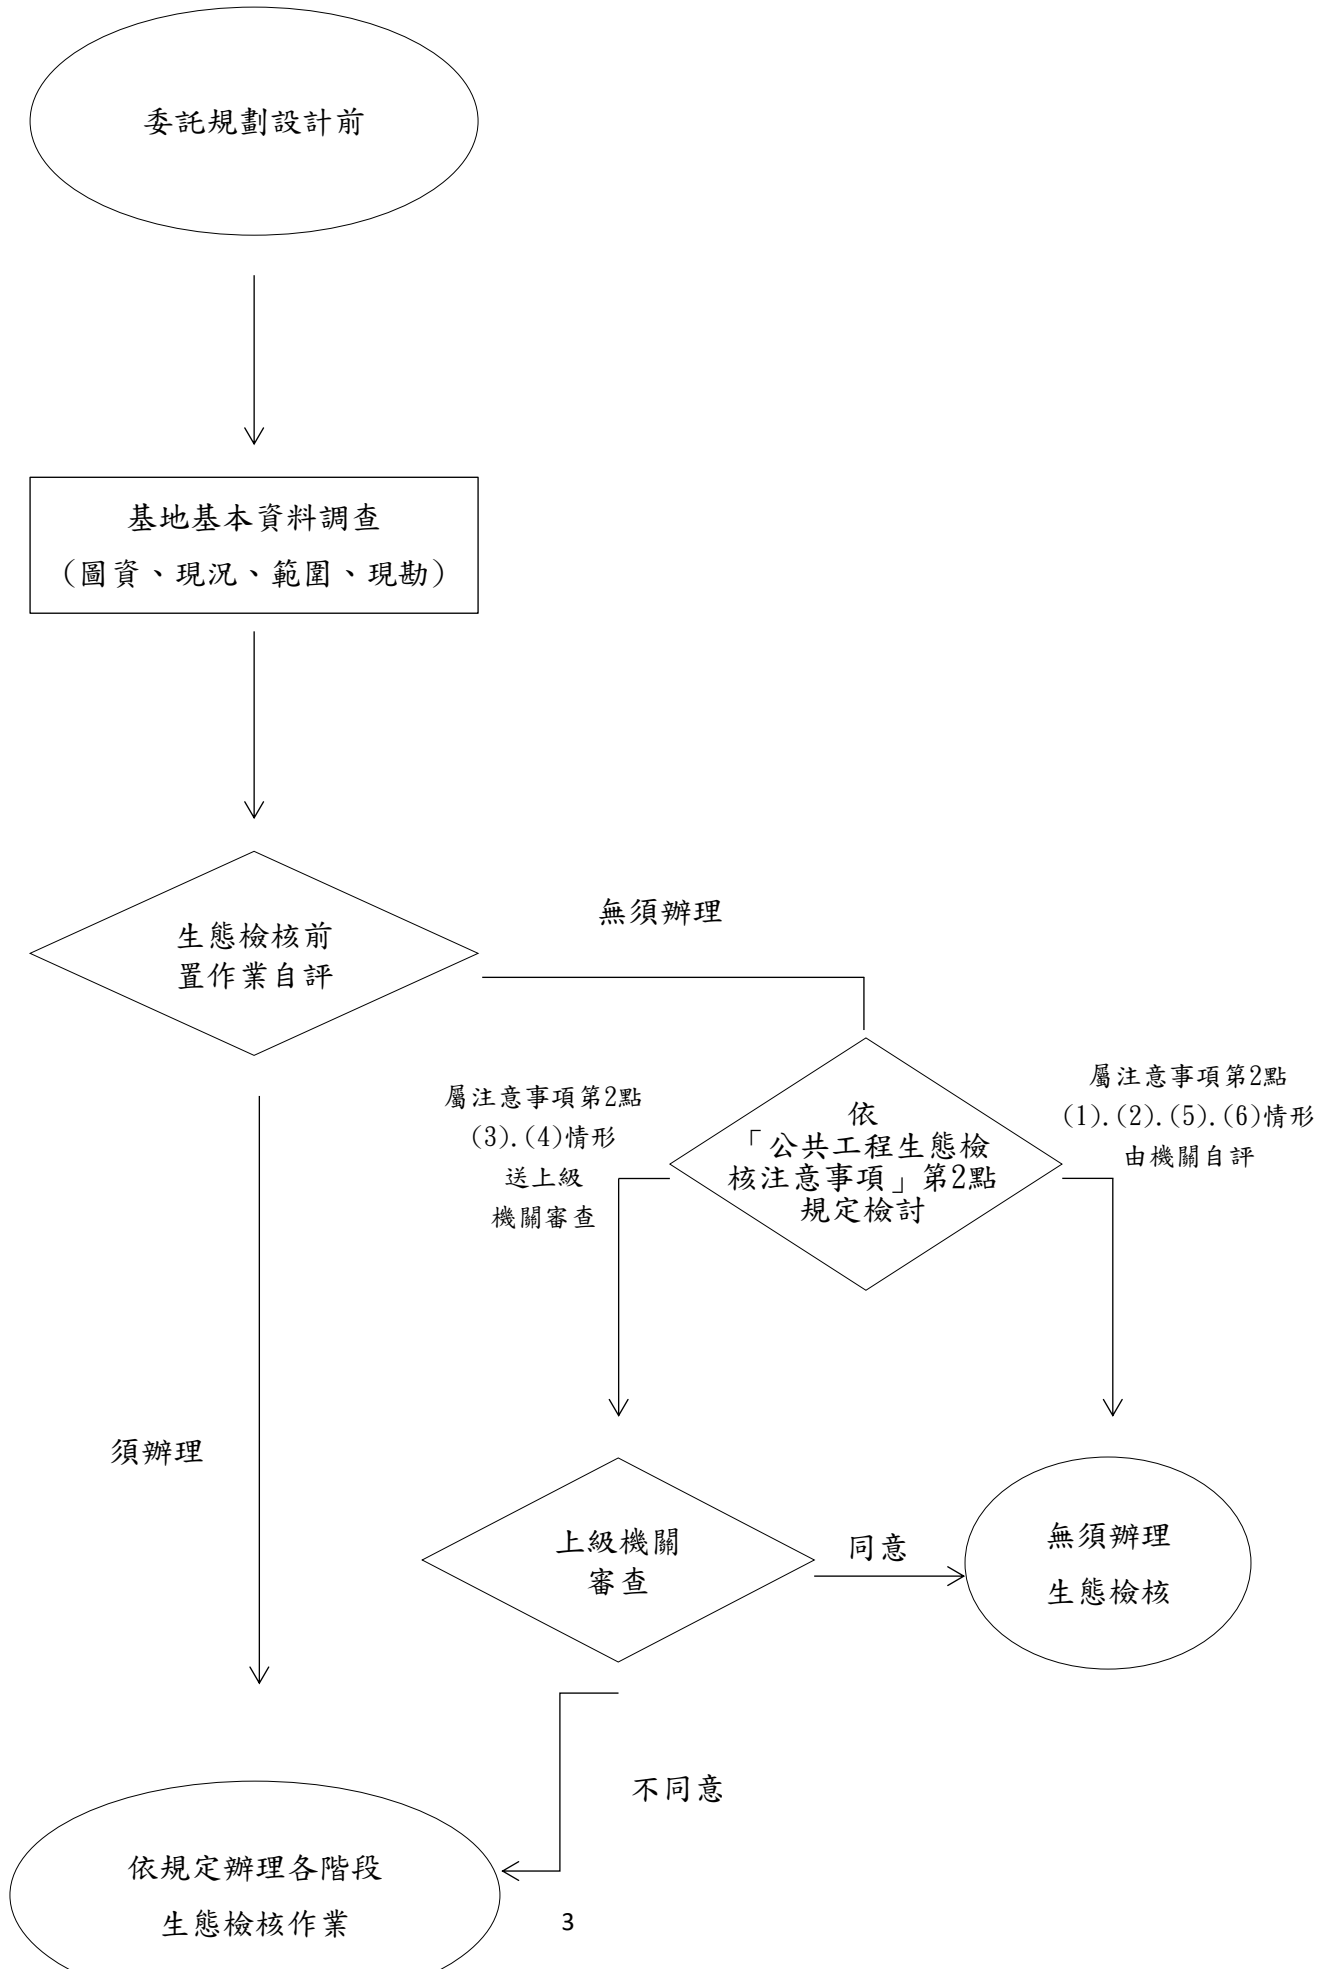 委託規劃設計前
基地基本資料調查
(圖資、現況、範圍、現勘)
生態檢核前
置作業自評
無須辦理
屬注意事項第2點
(3).(4)情形
送上級
機關審查
依
「公共工程生態檢
核注意事項」第2點
規定檢討
屬注意事項第2點
(1).(2).(5).(6)情形
由機關自評
須辦理
上級機關
審查
同意
無須辦理
生態檢核
不同意
依規定辦理各階段
生態檢核作業
3